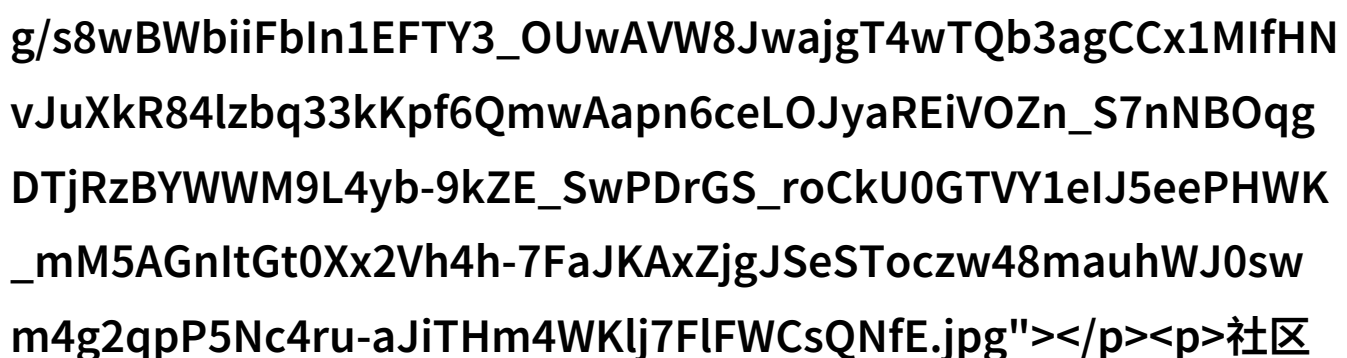 g/s8wBWbiiFbIn1EFTY3_OUwAVW8JwajgT4wTQb3agCCx1MIfHN
vJuXkR84lzbq33kKpf6QmwAapn6ceLOJyaREiVOZn_S7nNBOqg
DTjRzBYWWM9L4yb-9kZE_SwPDrGS_roCkU0GTVY1eIJ5eePHWK
_mM5AGnItGt0Xx2Vh4h-7FaJKAxZjgJSeSToczw48mauhWJ0sw
m4g2qpP5Nc4ru-aJiTHm4WKlj7FlFWCsQNfE.jpg"></p><p>社区